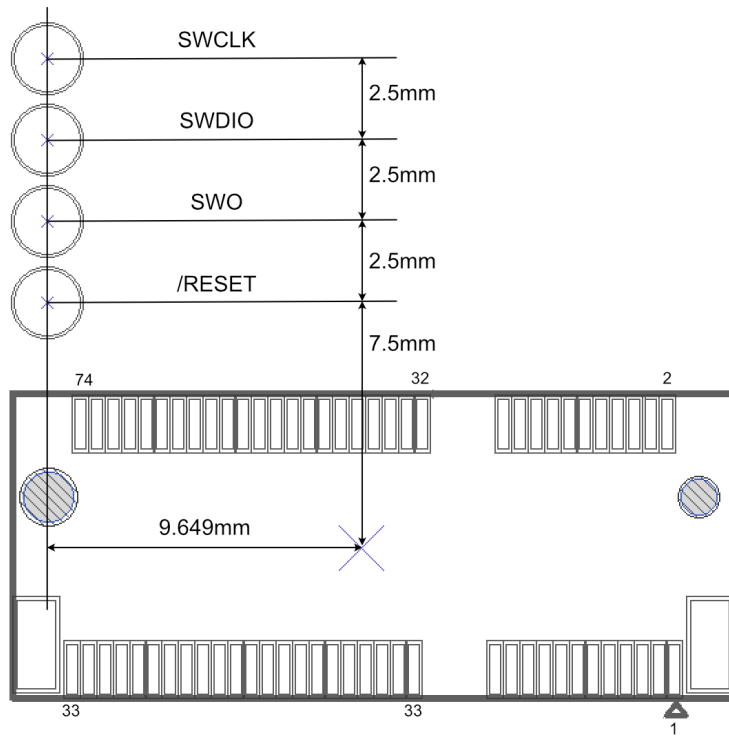 SWCLK
2.5mm
SWDIO
2.5mm
SWO
2.5mm
/RESET
7.5mm
74
32
2
9.649mm
33
33
1